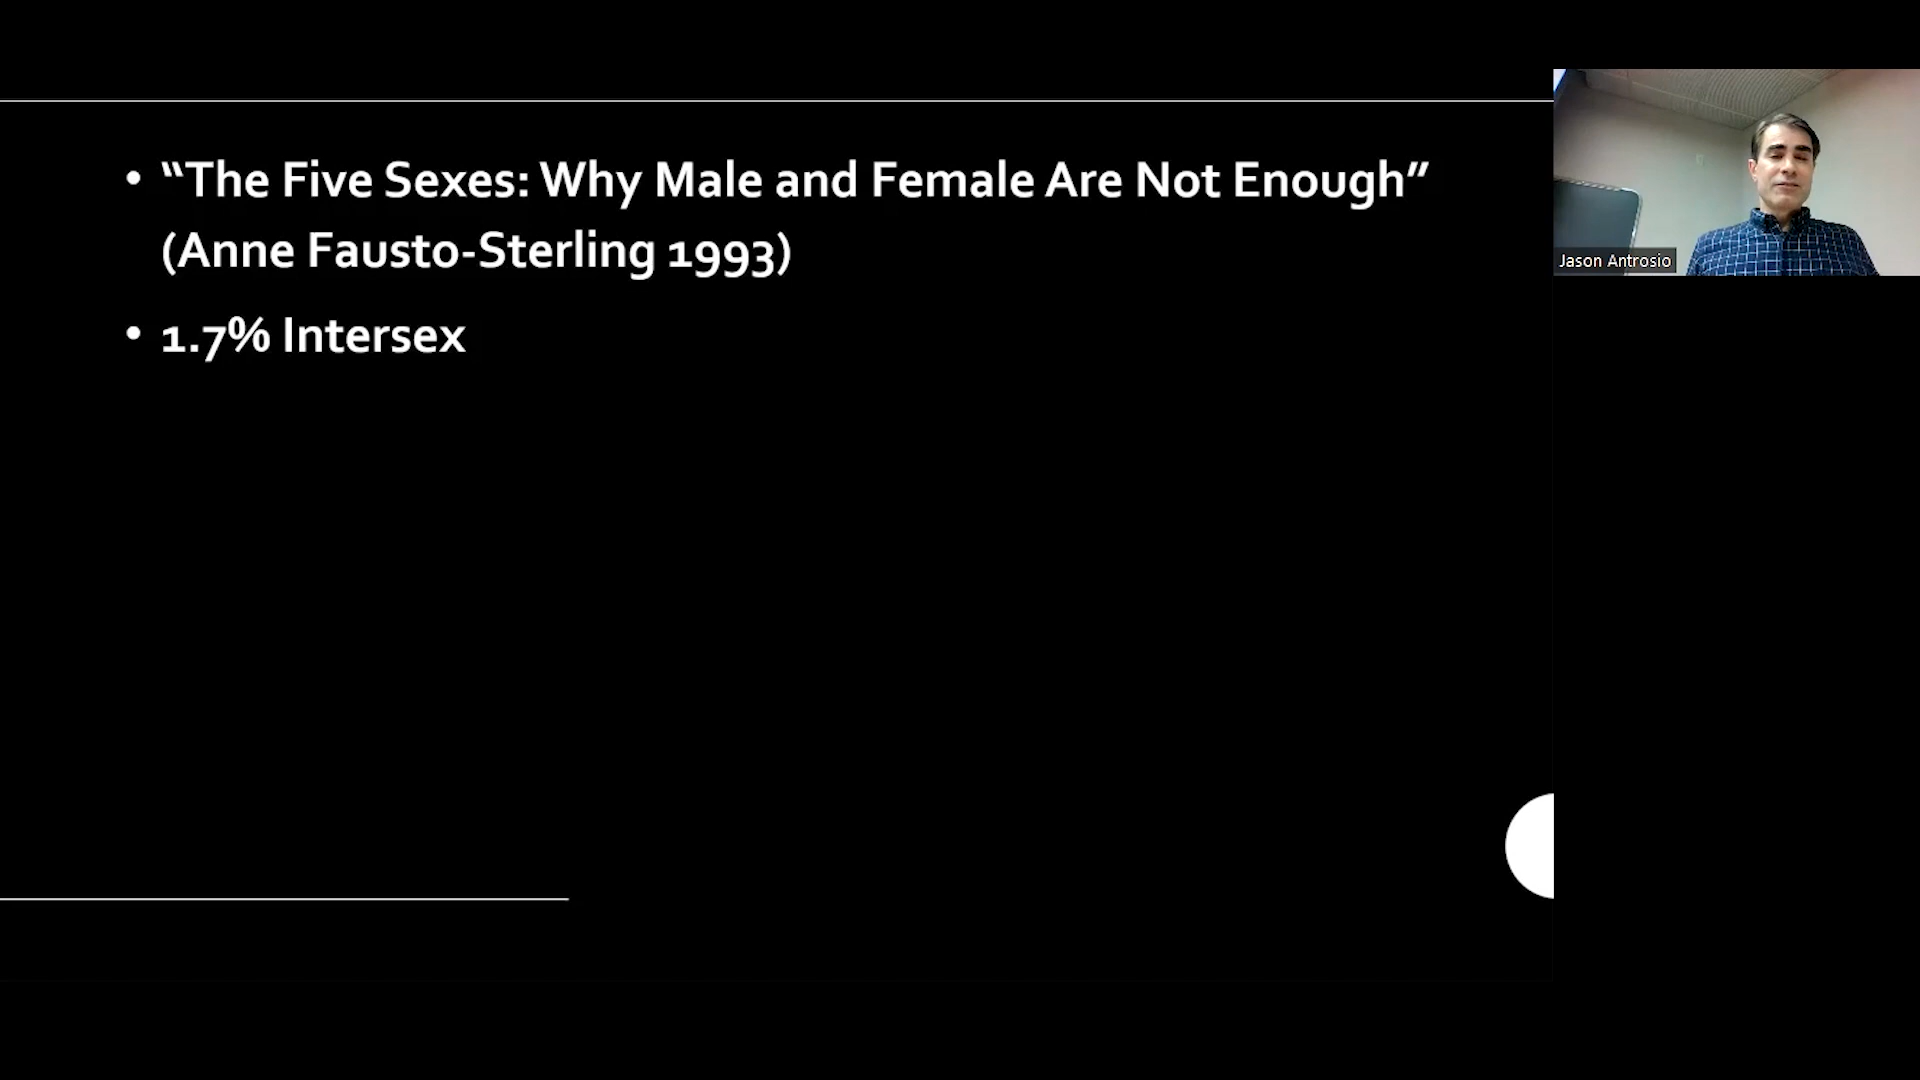 • “The Five Sexes: Why Male and Female Are Not Enough”
(Anne Fausto-Sterling 1993)
• 1.7% Intersex
Jason Antrosio